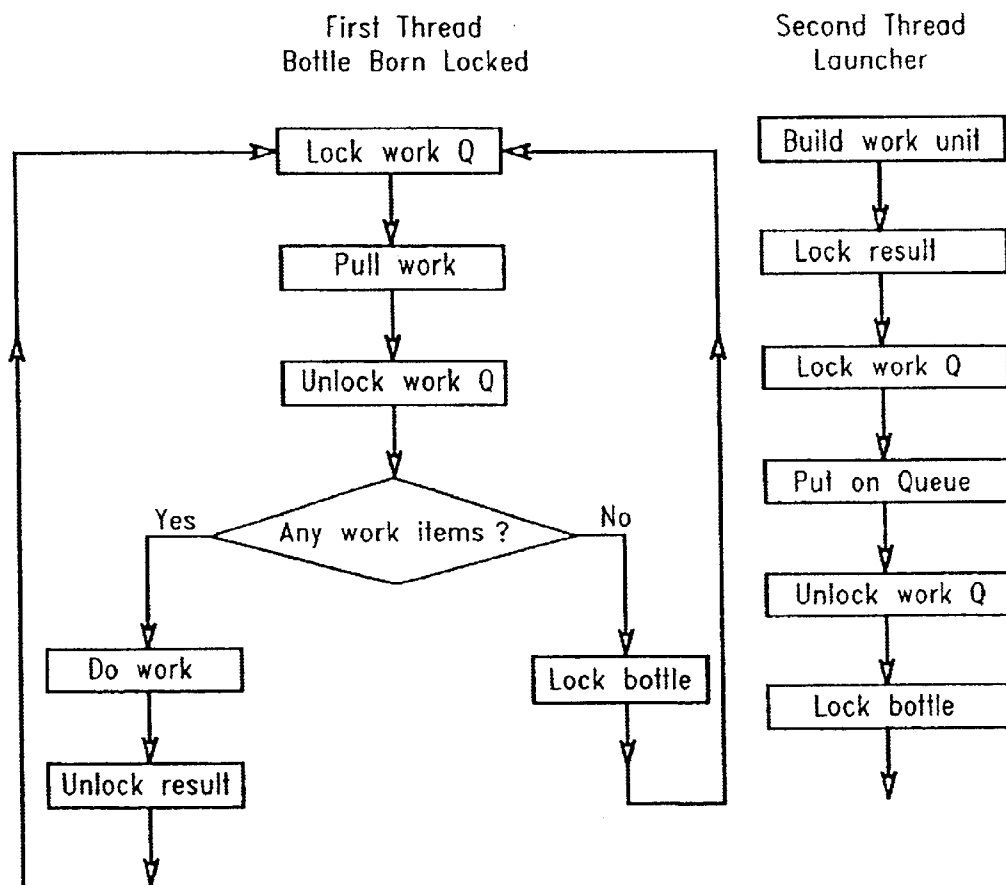 First Thread
Bottle Born Locked
Second Thread
Launcher
Lock work Q
Pull work
Unlock work Q
Any work items ?
Yes
No
Do work
Unlock result
Lock bottle
Build work unit
Lock result
Lock work Q
Put on Queue
Unlock work Q
Lock bottle